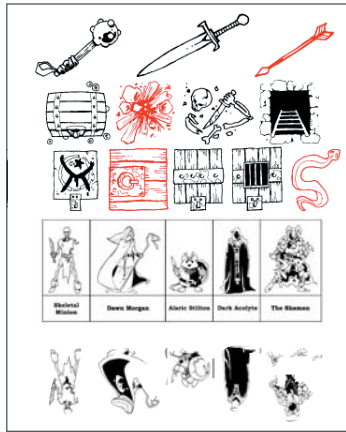 Skeletal Minion
Dawn Morgan
Alaric Stilton
Dark Acolyte
The Shaman